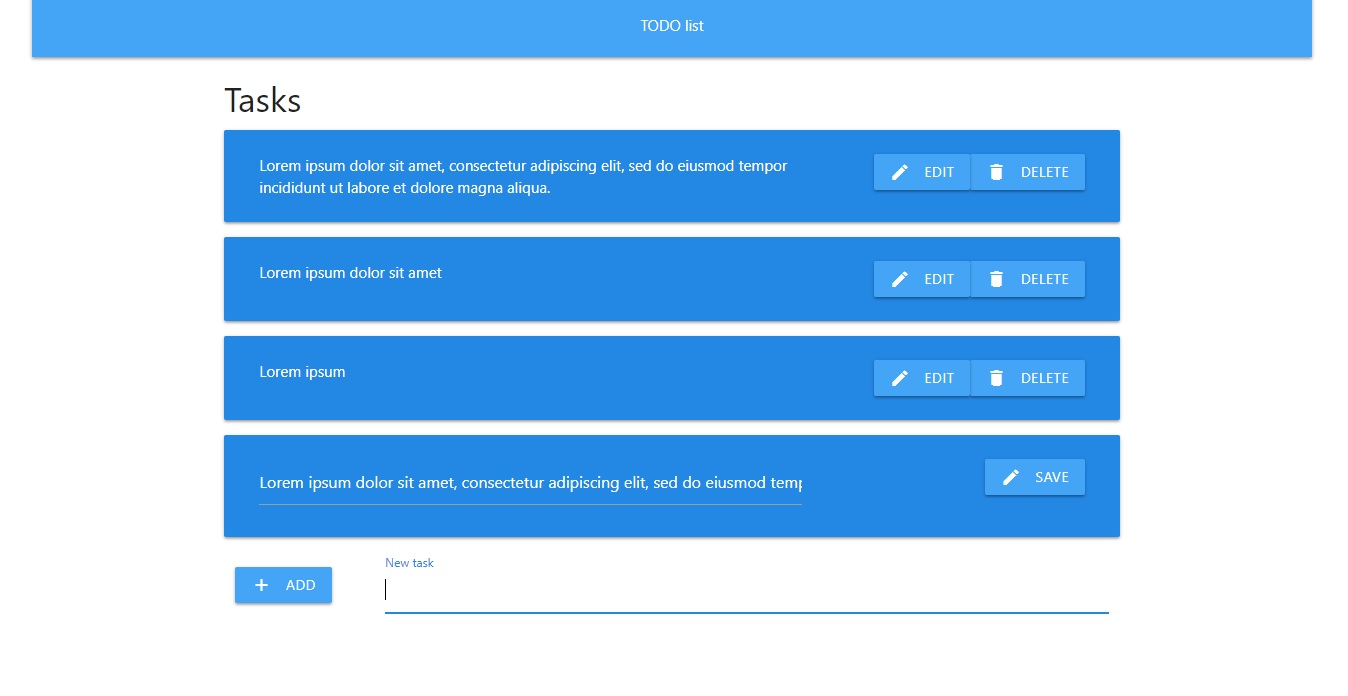 TODO list
Tasks
Lorem ipsum dolor sit amet, consectetur adipiscing elit, sed do eiusmod tempor
incididunt ut labore et dolore magna aliqua.
EDIT
DELETE
Lorem ipsum dolor sit amet
EDIT
DELETE
Lorem ipsum
EDIT
DELETE
Lorem ipsum dolor sit amet, consectetur adipiscing elit, sed do eiusmod temp
SAVE
ADD
New task